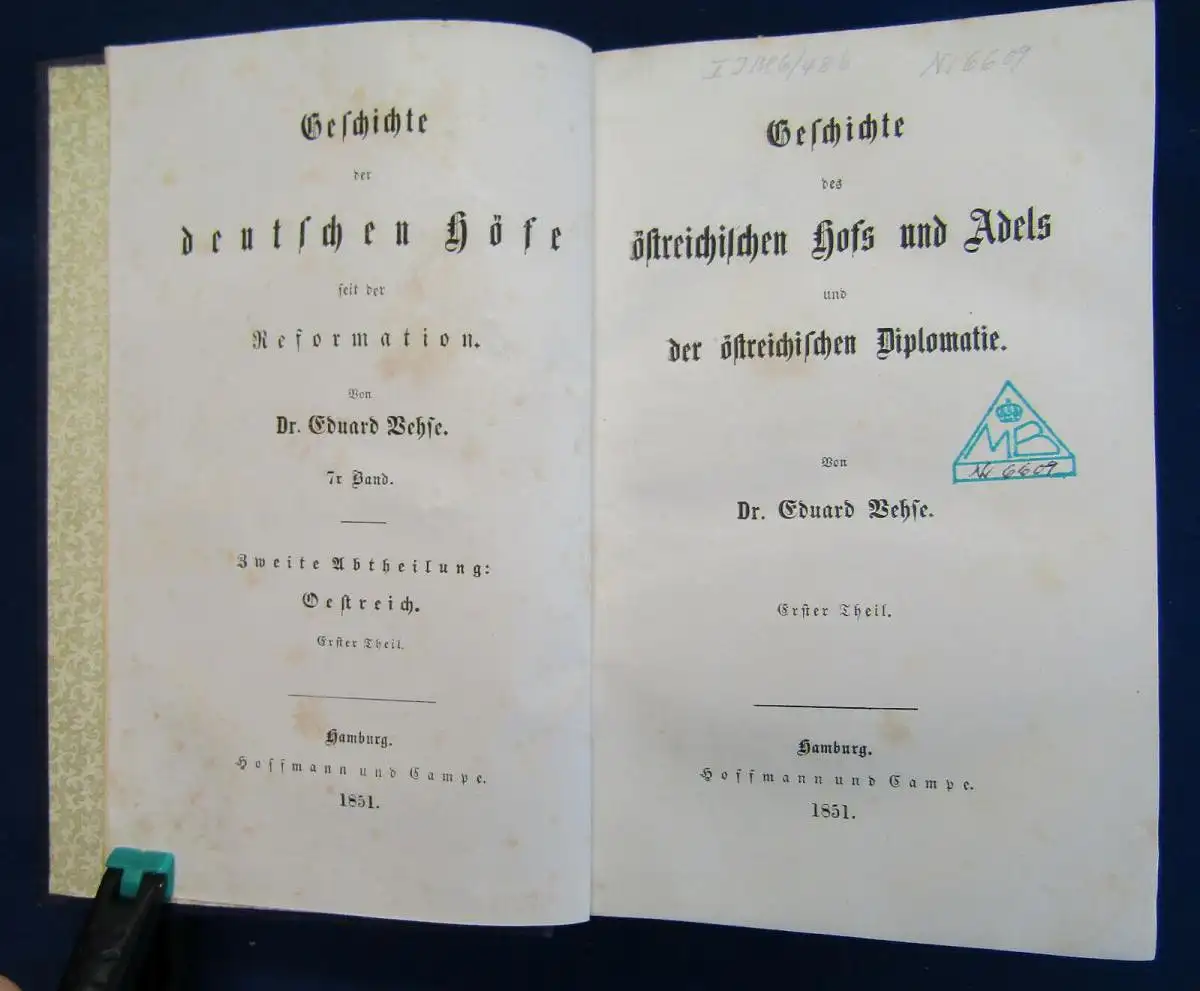 Geschichte
der
deutschen Höfe
seit der
Reformation.
Von
Dr. Eduard Vehse.
7r Band.
Zweite Abtheilung:
Oestreich.
Erster Theil.
Hamburg.
Hoffmann und Campe.
1851.
Nr 6609
Geschichte
des
östreichischen Hofs und Adels
und
der östreichischen Diplomatie.
MB
Nr 6609
Von
Dr. Eduard Vehse.
Erster Theil.
Hamburg.
Hoffmann und Campe.
1851.